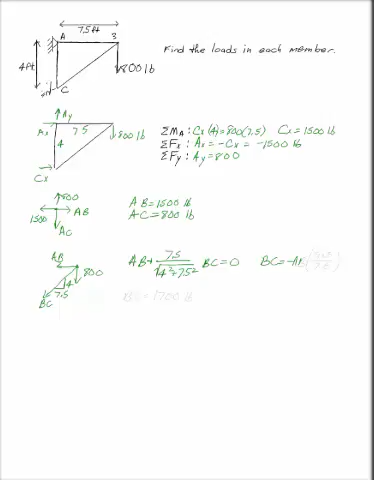 7.5 ft
A B
Find the loads in each member.
4 ft
800 lb
C
Ay
Ax 7.5
4
800 lb
Cx
ΣMA : Cx(4)=800(7.5) Cx=1500 lb
ΣFx : Ax=-Cx=-1500 lb
ΣFy : Ay=800
800
1500 AB
AC
AB=1500 lb
AC=800 lb
AB
800
4
7.5
BC
AB+ 7.5/√4²+7.5² BC=0 BC=-AB
BC=1700 lb